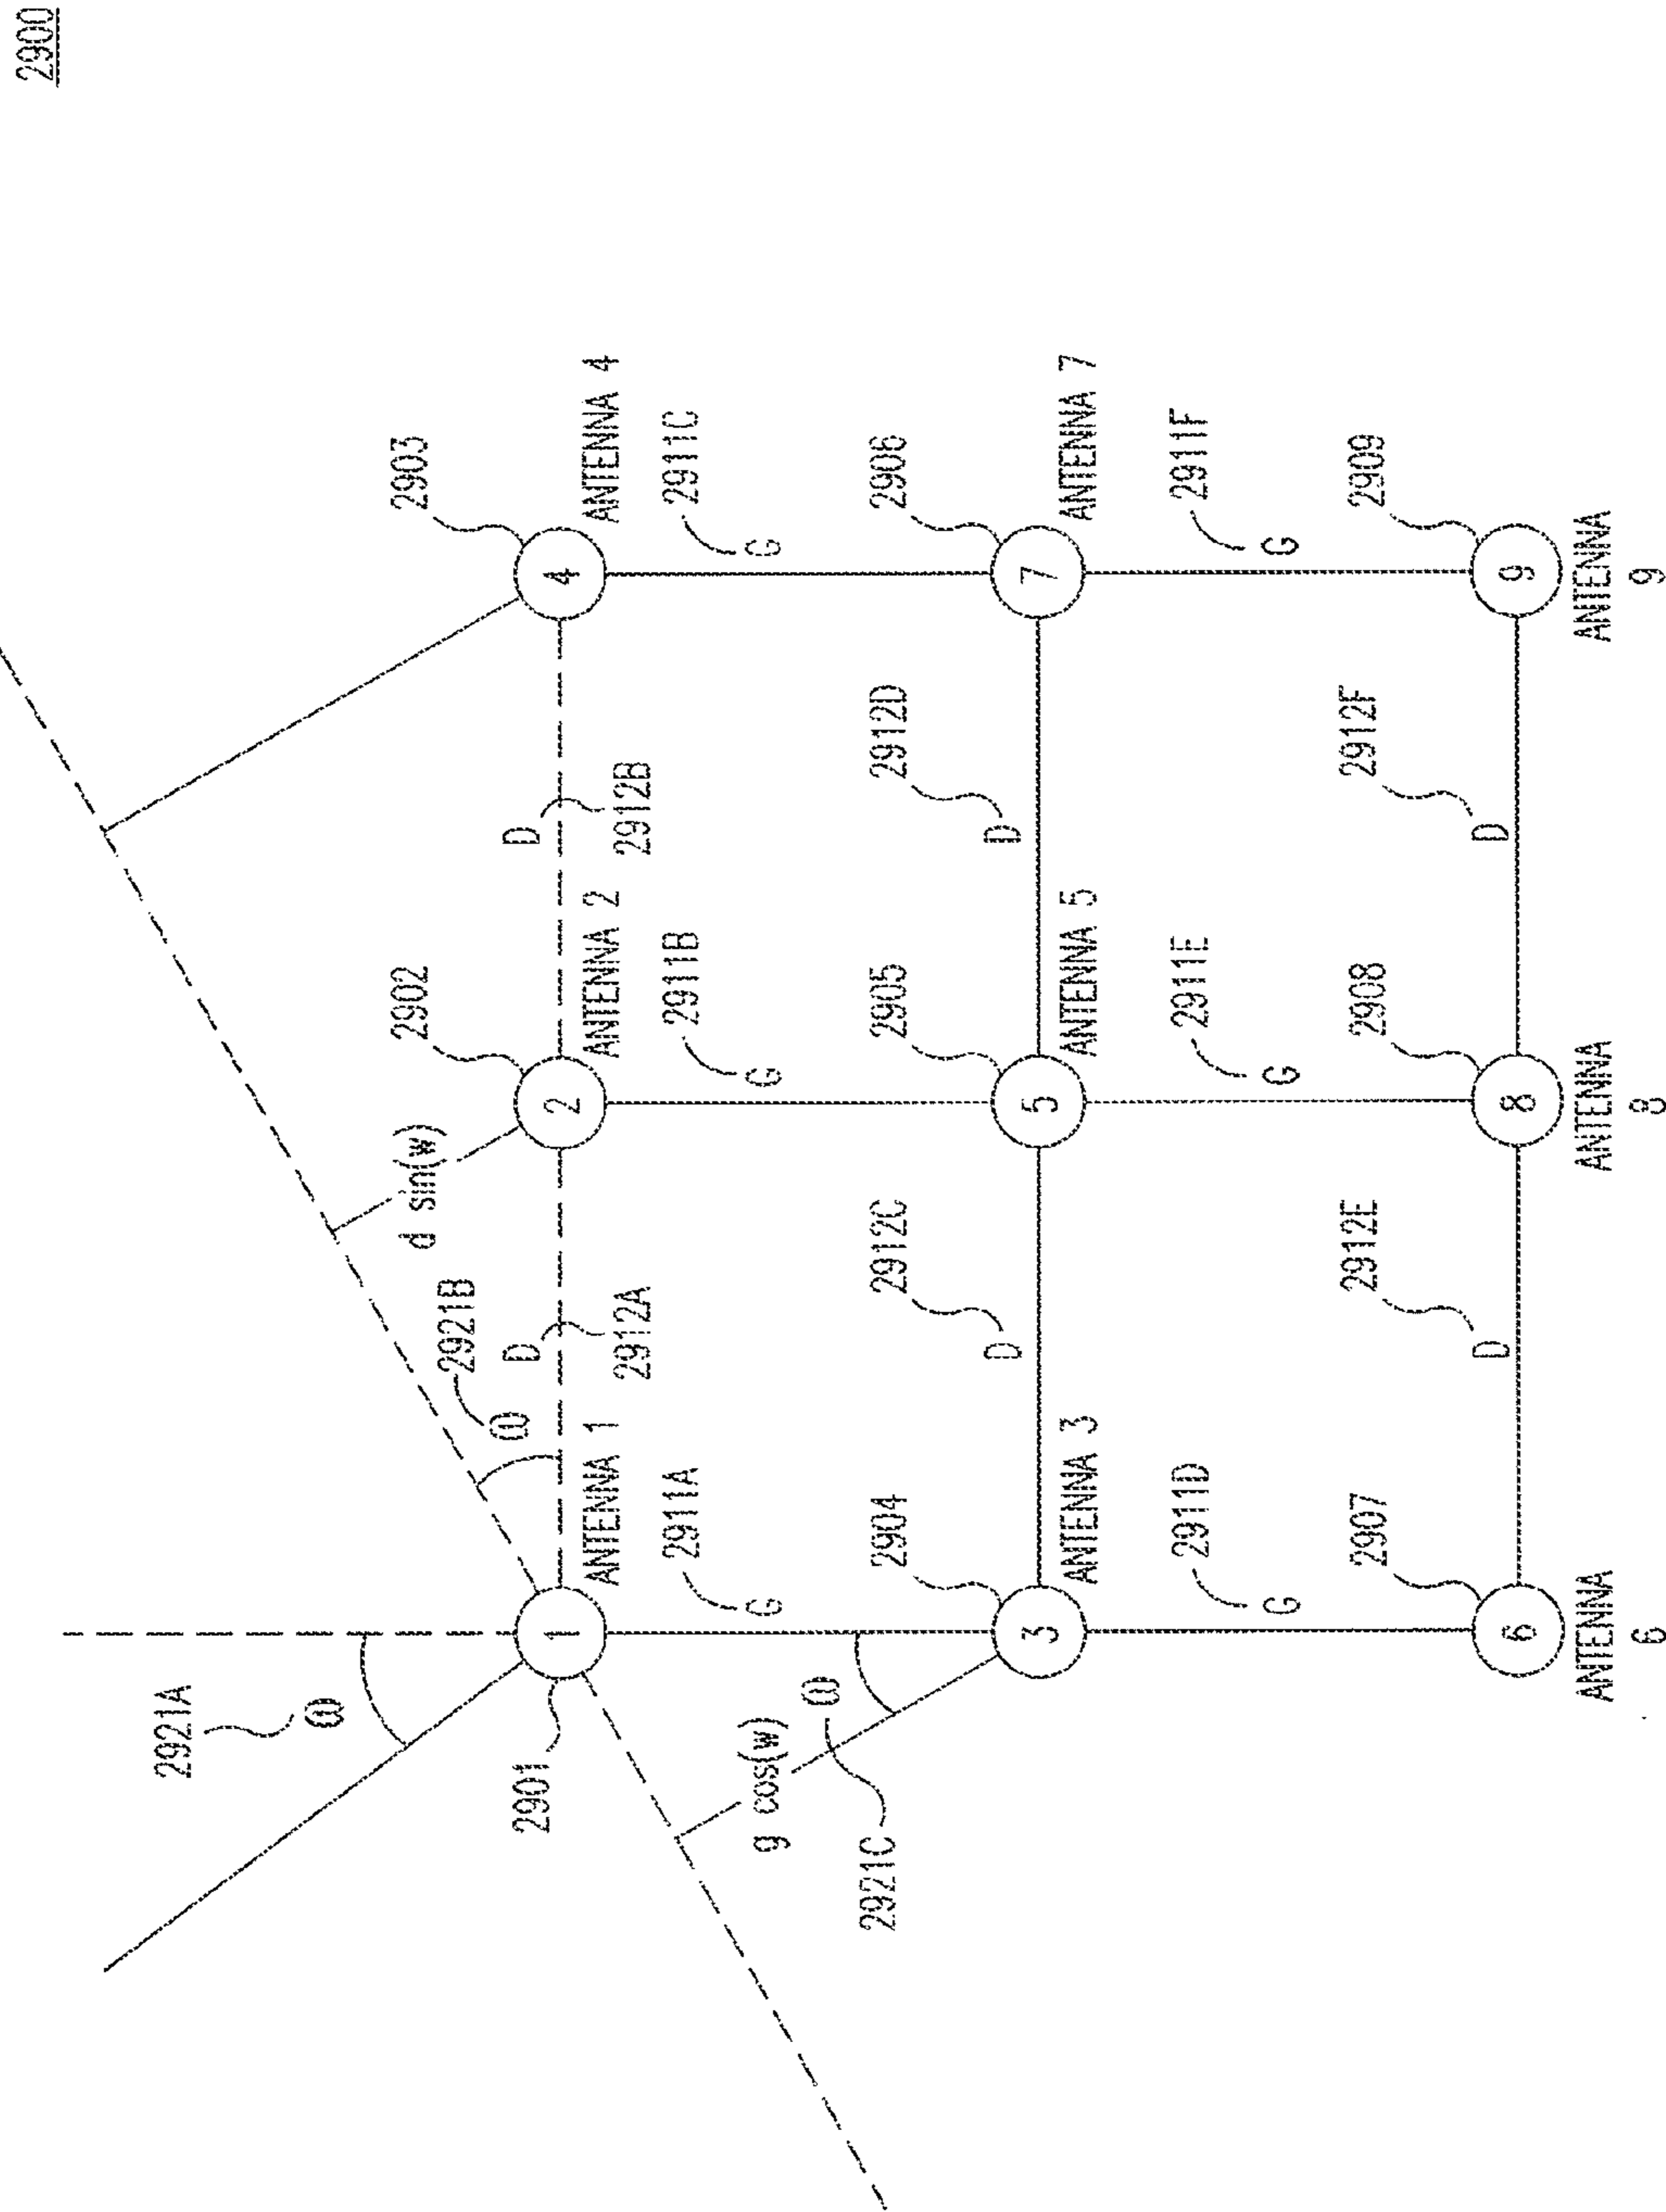 2900
2921A
ω
2902
2903
d sin(w)
2921B
ω
D
D
2901
1
2
4
ANTENNA 1
ANTENNA 2
ANTENNA 4
2912A
2912B
2911A
2911B
2911C
G
G
G
g cos(w)
ω
2921C
2904
2912C
2905
2912D
2906
D
D
3
5
7
ANTENNA 3
ANTENNA 5
ANTENNA 7
2911D
2911E
2911F
G
G
G
2907
2912E
2908
2912F
2909
D
D
6
8
9
ANTENNA
6
ANTENNA
8
ANTENNA
9